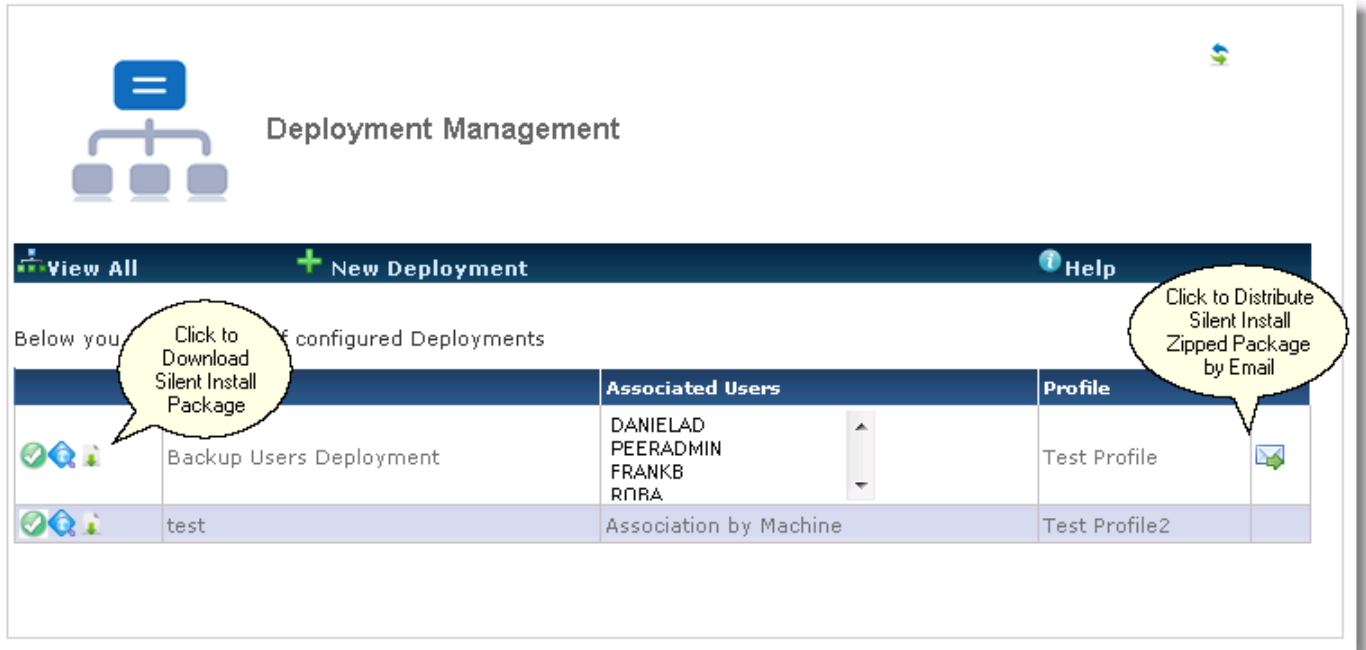 Deployment Management
View All
New Deployment
Help
Click to Distribute
Silent Install
Zipped Package
by Email
Click to
Download
Silent Install
Package
Below you
configured Deployments
Associated Users
Profile
Backup Users Deployment
DANIELAD
PEERADMIN
FRANKB
ROBA
Test Profile
test
Association by Machine
Test Profile2